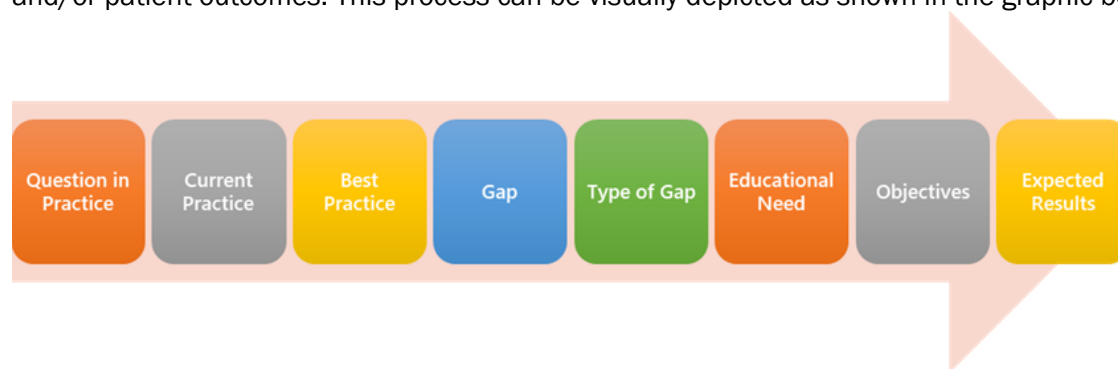 and/or patient outcomes. This process can be visually depicted as shown in the graphic b
Question in
Practice
Current
Practice
Best
Practice
Gap
Type of Gap
Educational
Need
Objectives
Expected
Results